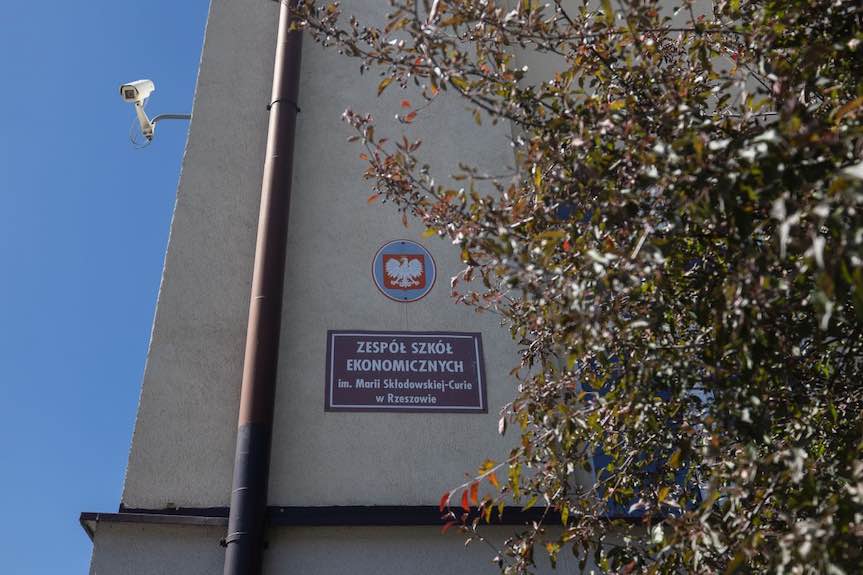 ZESPÓŁ SZKÓŁ
EKONOMICZNYCH
im. Marii Skłodowskiej-Curie
w Rzeszowie